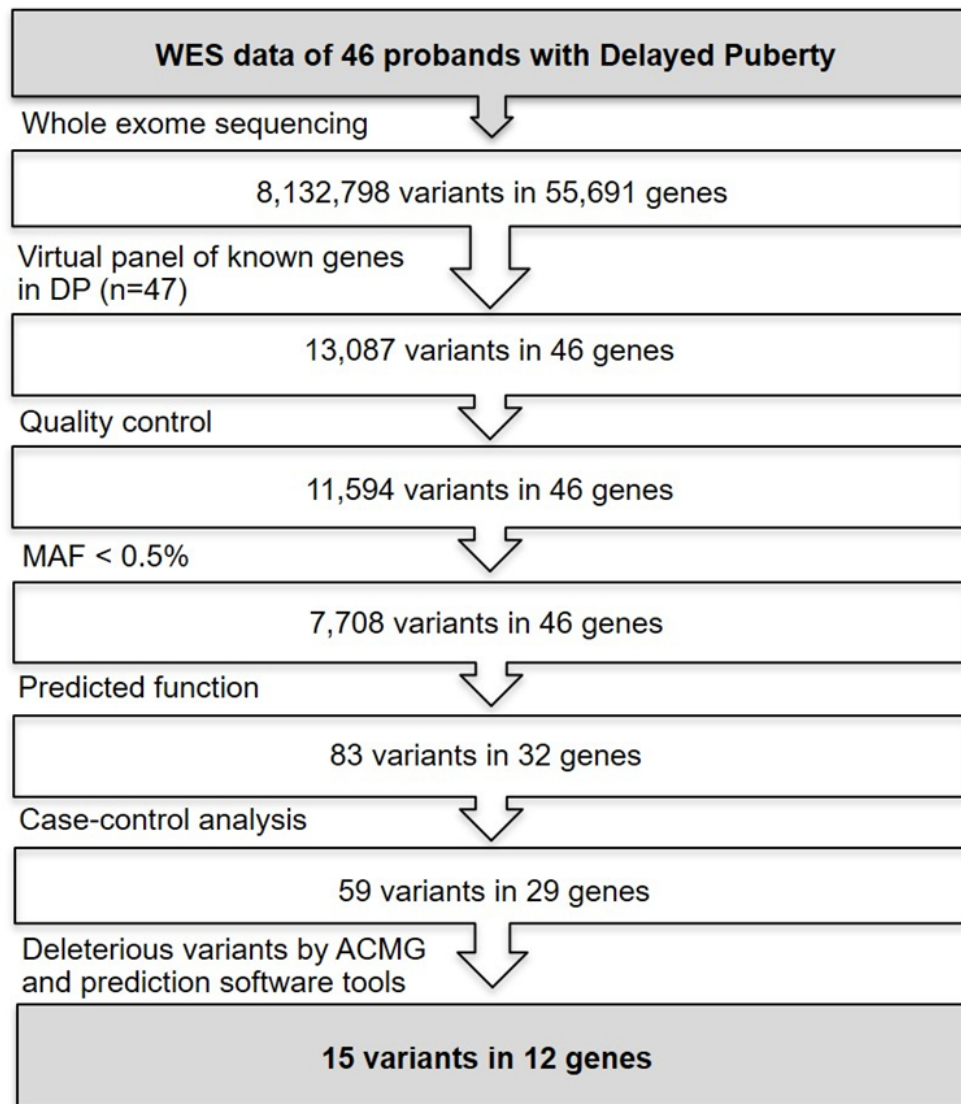 WES data of 46 probands with Delayed Puberty
Whole exome sequencing
8,132,798 variants in 55,691 genes
Virtual panel of known genes
in DP (n=47)
13,087 variants in 46 genes
Quality control
11,594 variants in 46 genes
MAF < 0.5%
7,708 variants in 46 genes
Predicted function
83 variants in 32 genes
Case-control analysis
59 variants in 29 genes
Deleterious variants by ACMG
and prediction software tools
15 variants in 12 genes